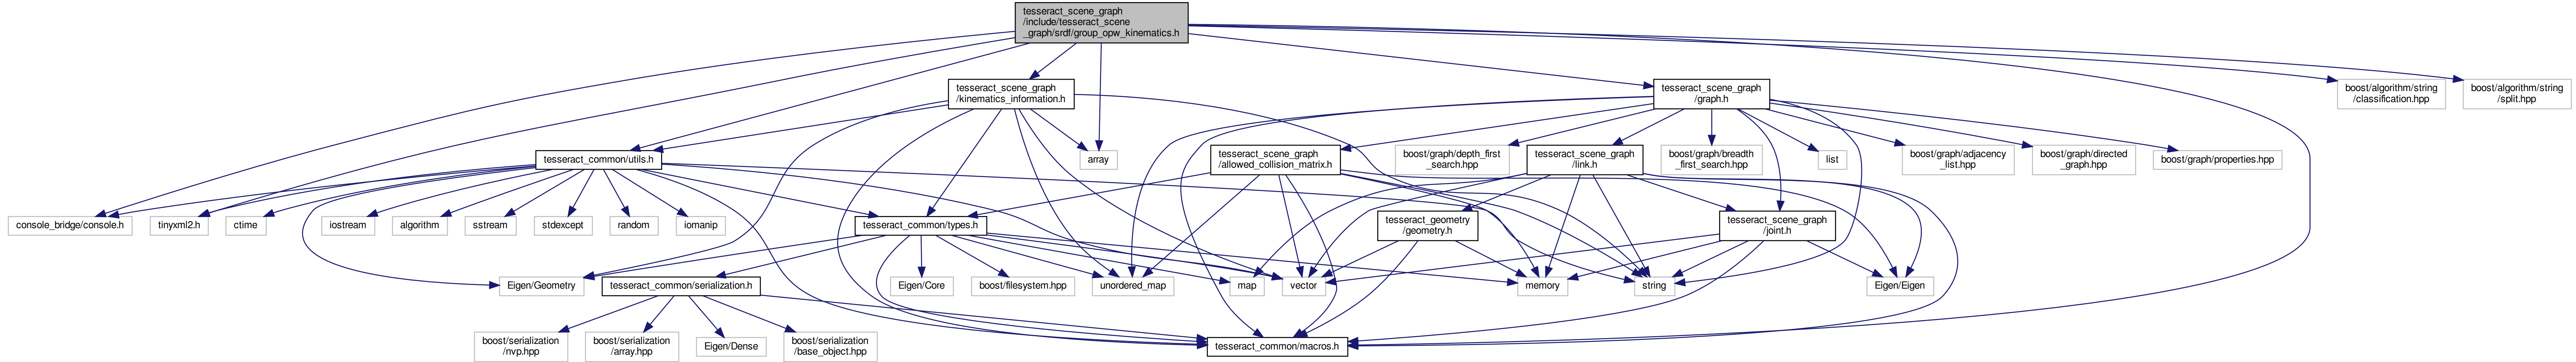 tesseract_scene_graph
/include/tesseract_scene
_graph/srdf/group_opw_kinematics.h
tesseract_scene_graph
/kinematics_information.h
tesseract_scene_graph
/graph.h
boost/algorithm/string
/classification.hpp
boost/algorithm/string
/split.hpp
tesseract_common/utils.h
array
tesseract_scene_graph
/allowed_collision_matrix.h
boost/graph/depth_first
_search.hpp
tesseract_scene_graph
/link.h
boost/graph/breadth
_first_search.hpp
list
boost/graph/adjacency
_list.hpp
boost/graph/directed
_graph.hpp
boost/graph/properties.hpp
console_bridge/console.h
tinyxml2.h
ctime
iostream
algorithm
sstream
stdexcept
random
iomanip
tesseract_common/types.h
tesseract_geometry
/geometry.h
tesseract_scene_graph
/joint.h
Eigen/Geometry
tesseract_common/serialization.h
Eigen/Core
boost/filesystem.hpp
unordered_map
map
vector
memory
string
Eigen/Eigen
boost/serialization
/nvp.hpp
boost/serialization
/array.hpp
Eigen/Dense
boost/serialization
/base_object.hpp
tesseract_common/macros.h